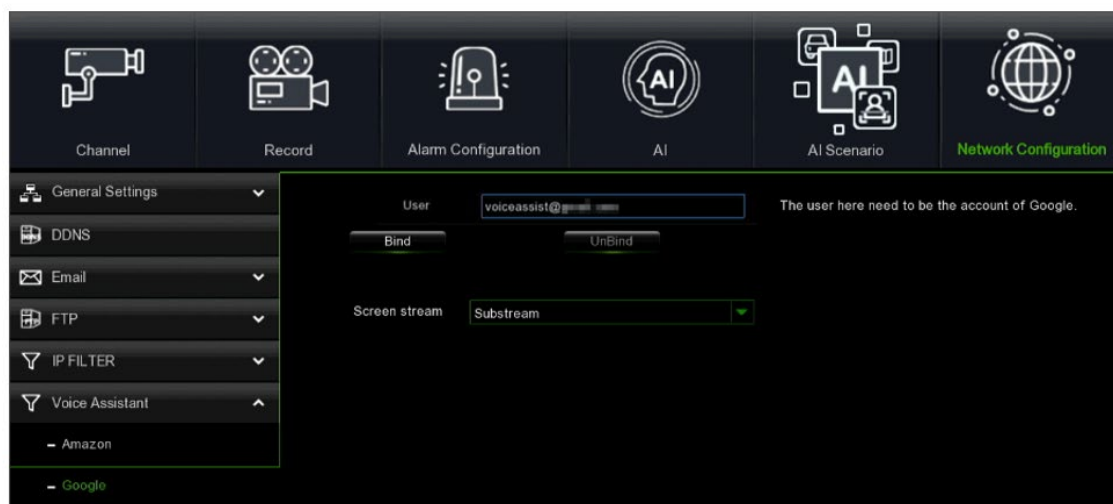 Channel
Record
Alarm Configuration
AI
AI Scenario
Network Configuration
General Settings
DDNS
Email
FTP
IP FILTER
Voice Assistant
Amazon
Google
User
voiceassist@
The user here need to be the account of Google.
Bind
UnBind
Screen stream
Substream